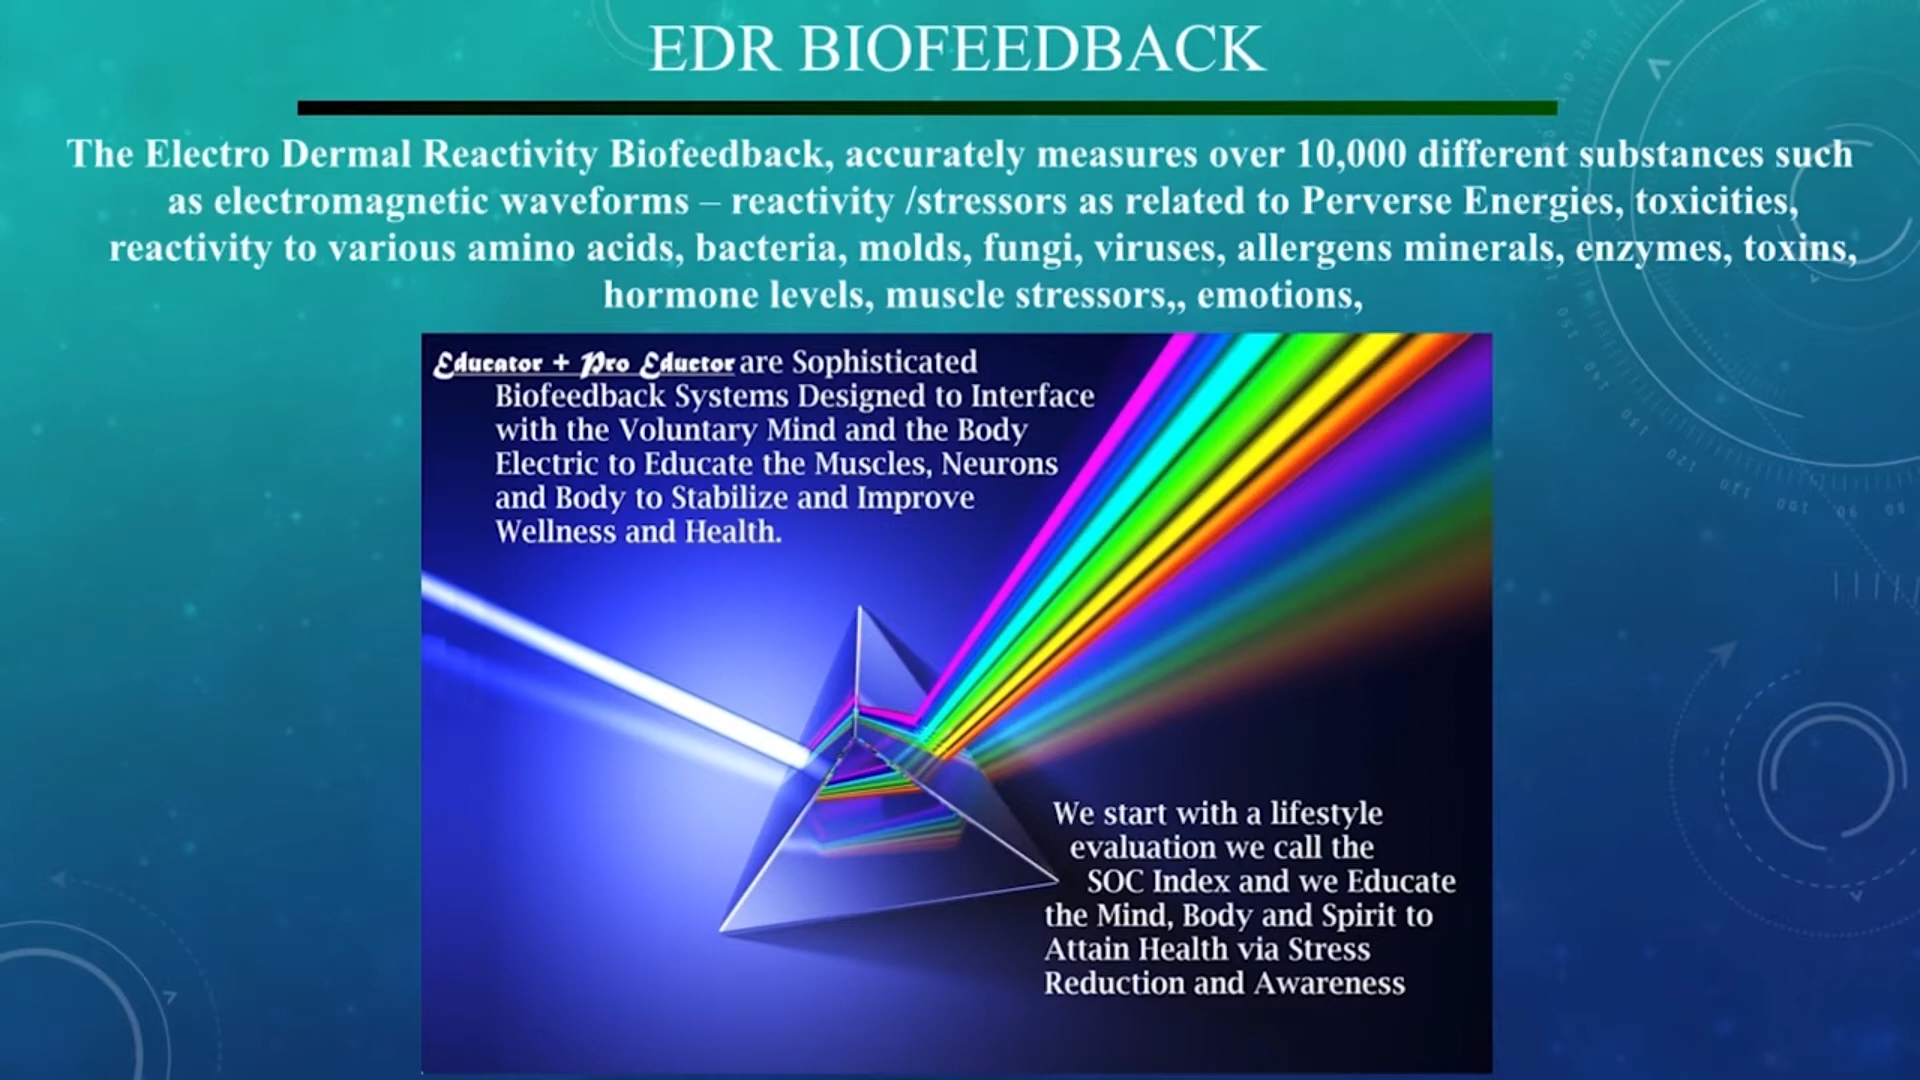 EDR BIOFEEDBACK
The Electro Dermal Reactivity Biofeedback, accurately measures over 10,000 different substances such
as electromagnetic waveforms – reactivity /stressors as related to Perverse Energies, toxicities,
reactivity to various amino acids, bacteria, molds, fungi, viruses, allergens minerals, enzymes, toxins,
hormone levels, muscle stressors,, emotions,
Educator + Pro Eductor are Sophisticated
Biofeedback Systems Designed to Interface
with the Voluntary Mind and the Body
Electric to Educate the Muscles, Neurons
and Body to Stabilize and Improve
Wellness and Health.
We start with a lifestyle
evaluation we call the
SOC Index and we Educate
the Mind, Body and Spirit to
Attain Health via Stress
Reduction and Awareness